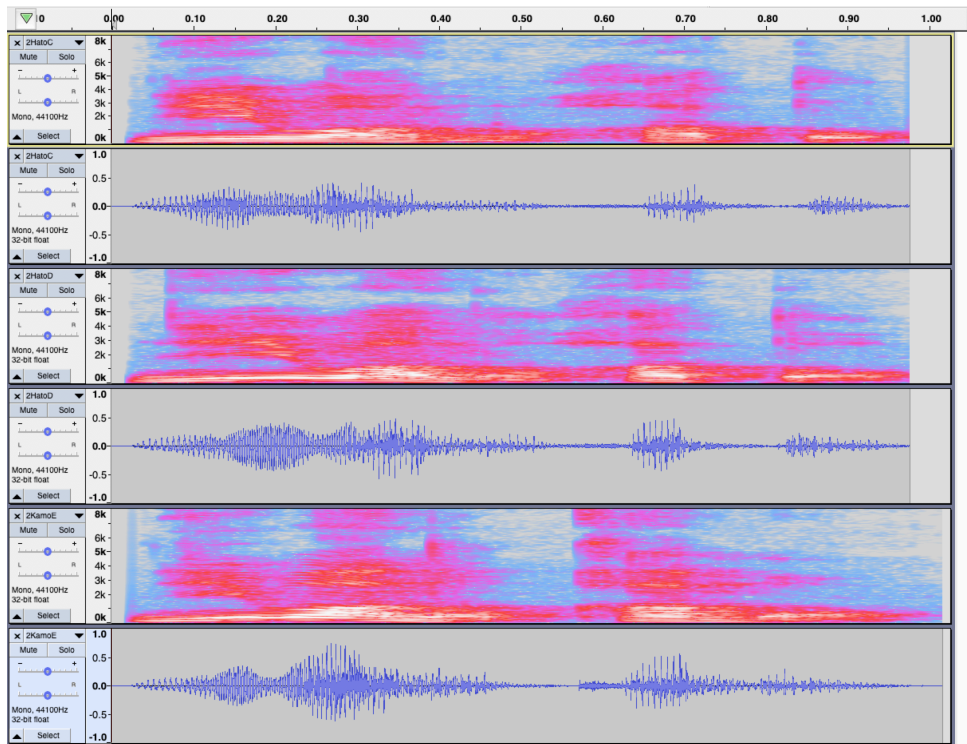 0 0.00 0.10 0.20 0.30 0.40 0.50 0.60 0.70 0.80 0.90 1.00
× 2HatoC 8k
Mute Solo 6k
- + 5k
4k
L R 3k
Mono, 44100Hz 2k
Select 0k
× 2HatoC 1.0
Mute Solo
- + 0.5
L R 0.0
Mono, 44100Hz
32-bit float -0.5
Select -1.0
× 2HatoD 8k
Mute Solo 6k
- + 5k
L R 4k
Mono, 44100Hz 3k
32-bit float 2k
Select 0k
× 2HatoD 1.0
Mute Solo
- + 0.5
L R 0.0
Mono, 44100Hz
32-bit float -0.5
Select -1.0
× 2KamoE 8k
Mute Solo 6k
- + 5k
L R 4k
Mono, 44100Hz 3k
32-bit float 2k
Select 0k
× 2KamoE 1.0
Mute Solo
- + 0.5
L R 0.0
Mono, 44100Hz
32-bit float -0.5
Select -1.0